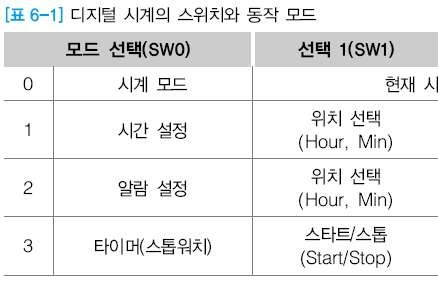 [표 6-1] 디지털 시계의 스위치와 동작 모드
모드 선택(SW0) 선택 1(SW1)
0 시계 모드 현재 시
1 시간 설정 위치 선택
(Hour, Min)
2 알람 설정 위치 선택
(Hour, Min)
3 타이머(스톱워치) 스타트/스톱
(Start/Stop)